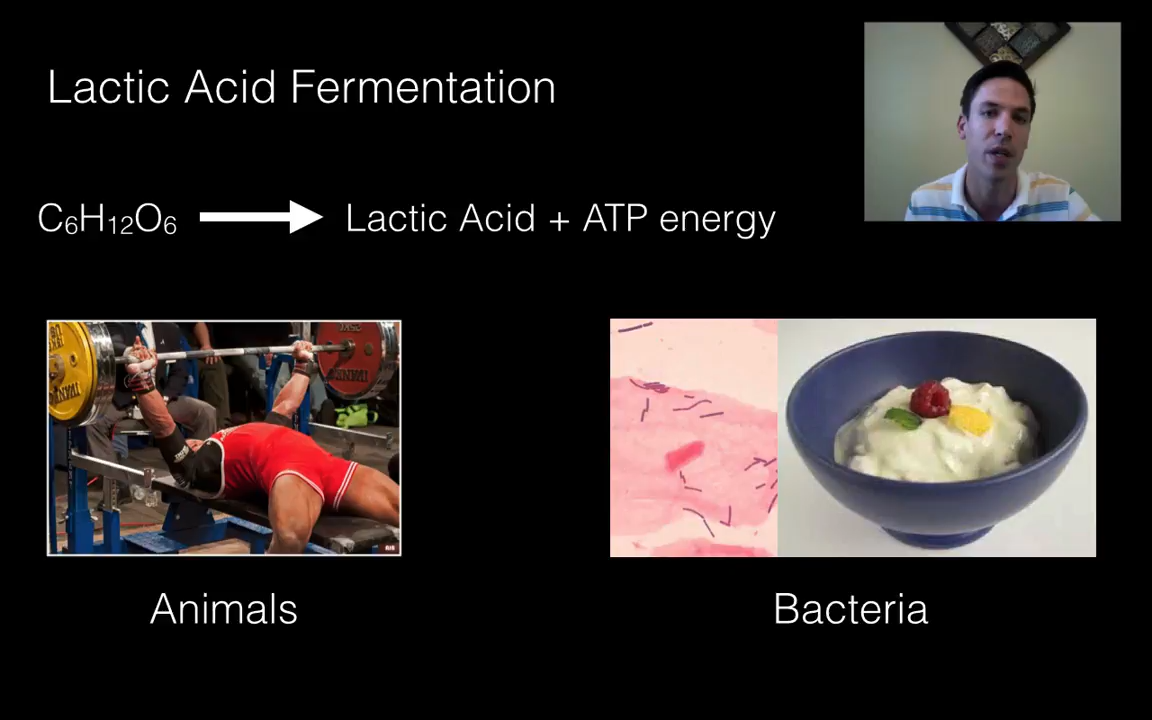 Lactic Acid Fermentation
C₆H₁₂O₆ → Lactic Acid + ATP energy
Animals
Bacteria